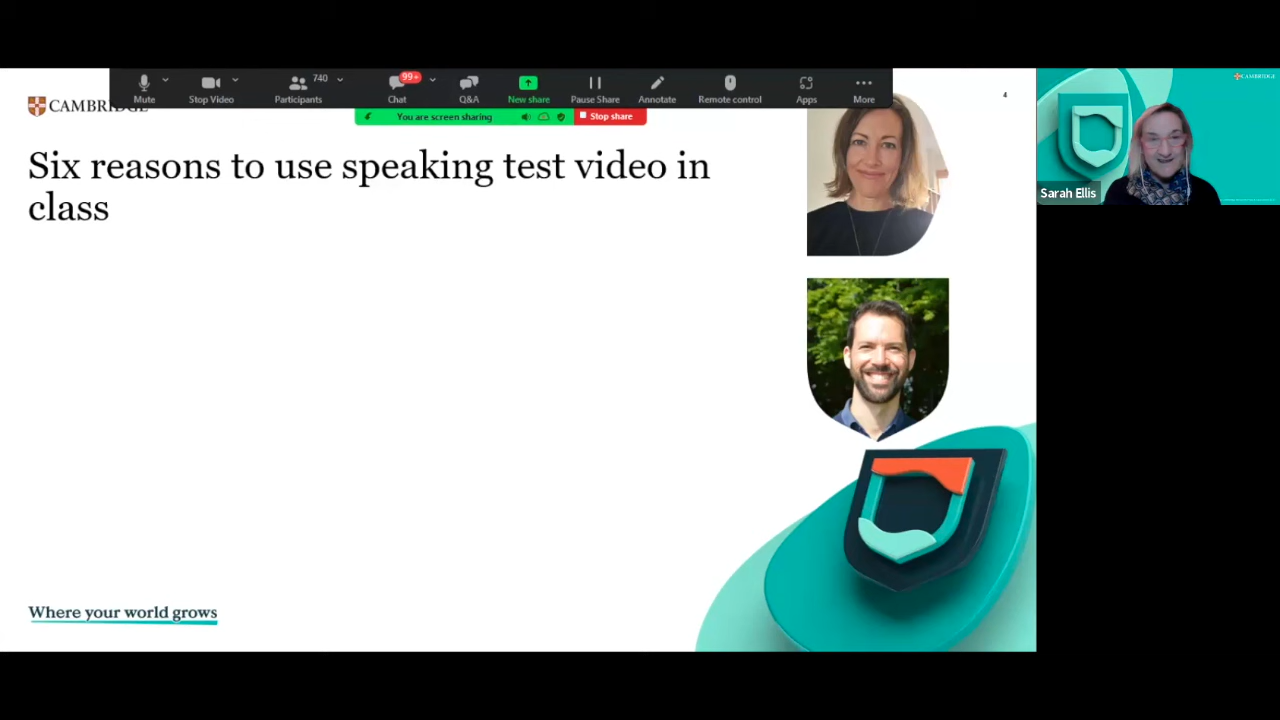 740
99+
Mute
Stop Video
Participants
Chat
Q&A
New share
Pause Share
Annotate
Remote control
Apps
More
You are screen sharing
Stop share
CAMBRIDGE
4
CAMBRIDGE
Sarah Ellis
Six reasons to use speaking test video in
class
Where your world grows